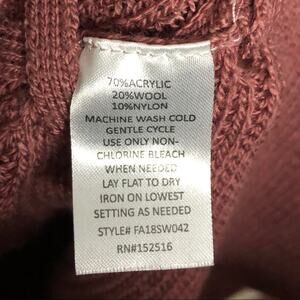 70%ACRYLIC
20%WOOL
10%NYLON
MACHINE WASH COLD
GENTLE CYCLE
USE ONLY NON-
CHLORINE BLEACH
WHEN NEEDED
LAY FLAT TO DRY
IRON ON LOWEST
SETTING AS NEEDED
STYLE# FA18SW042
RN#152516